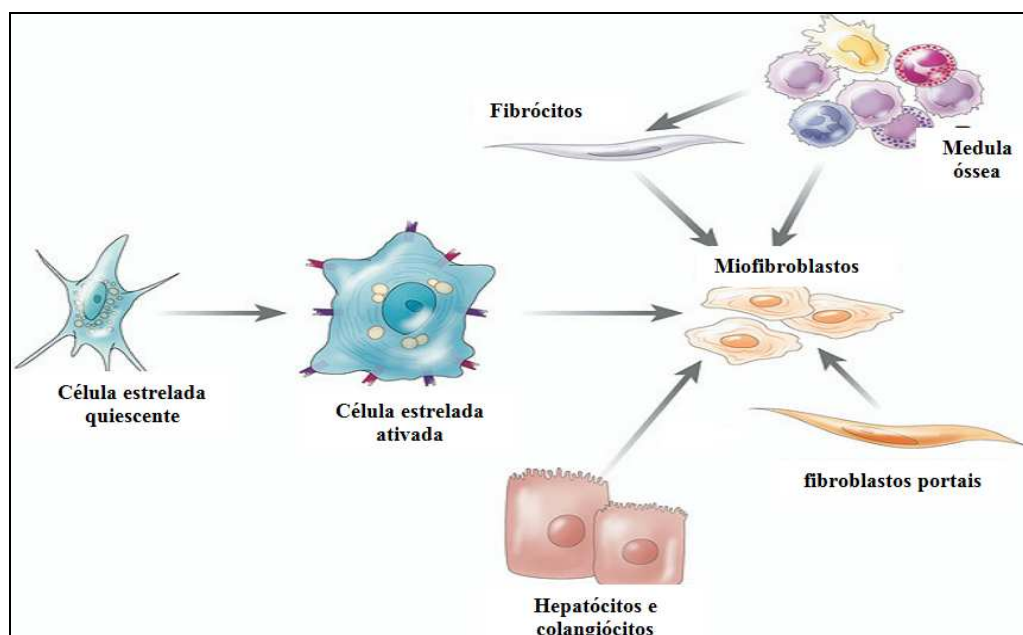 Fibrócitos
Medula
óssea
Miofibroblastos
Célula estrelada
quiescente
Célula estrelada
ativada
fibroblastos portais
Hepatócitos e
colangiócitos